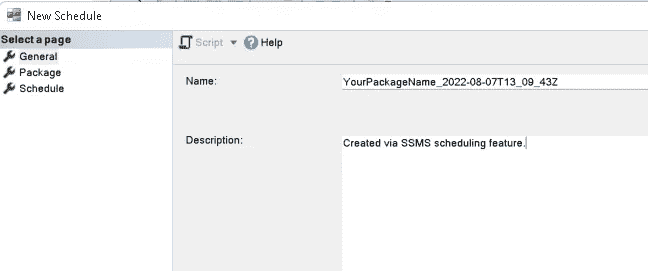 New Schedule
Select a page
General
Package
Schedule
Script
Help
Name:
YourPackageName_2022-08-07T13_09_43Z
Description:
Created via SSMS scheduling feature.